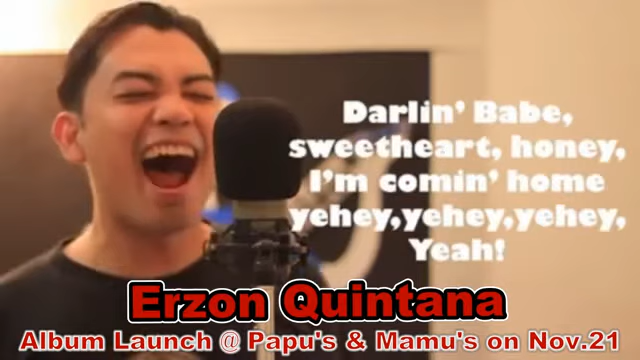 Darlin' Babe,
sweetheart, honey,
I'm comin' home
yehey,yehey,yehey,
Yeah!
Erzon Quintana
Album Launch @ Papu's & Mamu's on Nov.21